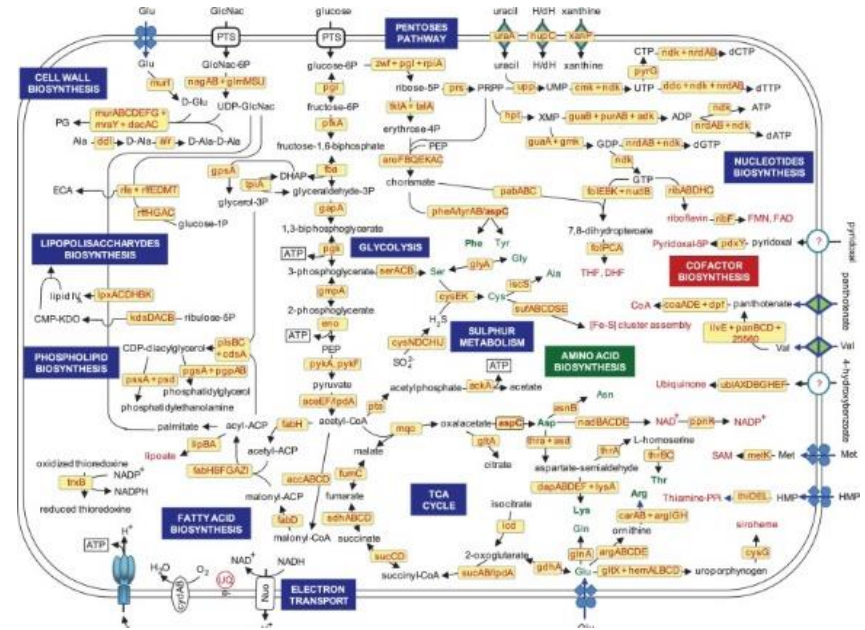 Glu GlcNac glucose PENTOSES PATHWAY uracil H/dH xanthine
PTS PTS uraA nupC xanP
CELL WALL BIOSYNTHESIS
Glu GlcNac-6P glucose-6P zwf + pgl + rpiA uracil H/dH xanthine CTP ndk + nrdAB dCTP
murI nagAB + glmMSU pgi ribose-5P prs PRPP upp UMP cmk + ndk UTP pyrG ddc + ndk + nrdAB dTTP
D-Glu UDP-GlcNac fructose-6P tktA + talA
PG murABCDEFG + mraY + dacAC pfkA erythrose-4P hpt XMP guaB + purAB + adk ADP ndk ATP
nrdAB + ndk dATP
Ala ddl D-Ala alr D-Ala-D-Ala fructose-1,6-biphosphate PEP guaA + gmk GDP nrdAB + ndk dGTP
aroFBQEKAC ndk NUCLEOTIDES BIOSYNTHESIS
gpsA DHAP fba chorismate pabABC GTP
ECA rfe + rffEDMT tpiA glyceraldehyde-3P folEBK + nudB ribABDHC
glycerol-3P gapA pheA/tyrAB/aspC riboflavin ribF FMN, FAD
rffHGAC glucose-1P 1,3-biphosphoglycerate Phe Tyr 7,8-dihydropteroate
LIPOPOLISACCHARYDES BIOSYNTHESIS
ATP pgk GLYCOLYSIS folPCA Pyridoxal-5P pdxY pyridoxal ? pyridoxal
3-phosphoglycerate serACB Ser glyA Gly THF, DHF COFACTOR BIOSYNTHESIS
lipid IVA lpxACDHBK gmpA cysEK Cys iscS Ala
CMP-KDO kdsDACB ribulose-5P 2-phosphoglycerate H2S sufABCDSE CoA coaADE + dpf pantothenate pantothenate
ATP eno cysNDCHIJ [Fe-S] cluster assembly ilvE + panBCD + 25560
PHOSPHOLIPID BIOSYNTHESIS
CDP-diacylglycerol plsBC + cdsA PEP SO4 2- SULPHUR METABOLISM Val Val
pssA + psd pgsA + pgpAB pykA, pykF ATP AMINO ACID BIOSYNTHESIS
phosphatidylglycerol pyruvate acetylphosphate ackA acetate Ubiquinone ubiAXDBGHEF ? 4-hydroxybenzoate
phosphatidylethanolamine aceEF/lpdA pta Asn
palmitate acyl-ACP fabH acetyl-CoA mqo oxalacetate aspC Asp asnB nadBACDE NAD+ ppnK NADP+
lipBA acetyl-ACP malate gltA thrA + asd thrA L-homoserine
lipoate citrate aspartate-semialdehyde thrBC SAM metK Met Met
oxidized thioredoxine NADP+ fabHBFGAZI accABCD fumC dapABDEF + lysA Thr
trxB NADPH malonyl-ACP fumarate isocitrate Lys Arg Thiamine-PPi thiDEL HMP HMP
reduced thioredoxine fabD sdhABCD TCA CYCLE icd Gln carAB + argIGH
FATTY ACID BIOSYNTHESIS
malonyl-CoA succinate ornithine siroheme
ATP H+ sucCD 2-oxoglutarate glnA argABCDE cysG
H2O O2 NAD+ NADH succinyl-CoA sucAB/lpdA gdhA Glu gltX + hemALBCD uroporphynogen
cydAB UQ Nuo ELECTRON TRANSPORT
H+ Glu